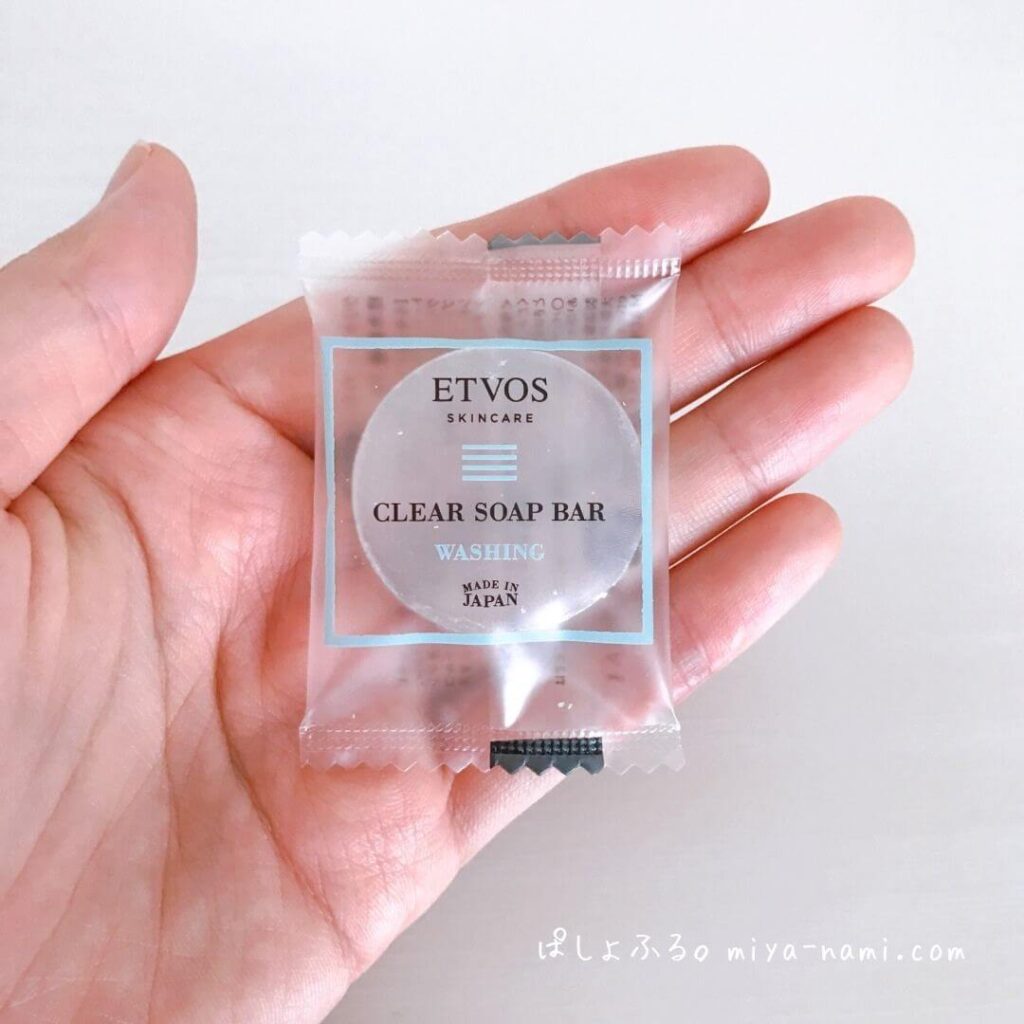 ETVOS
SKINCARE
CLEAR SOAP BAR
WASHING
MADE IN
JAPAN
ぱしょふる。miya-nami.com